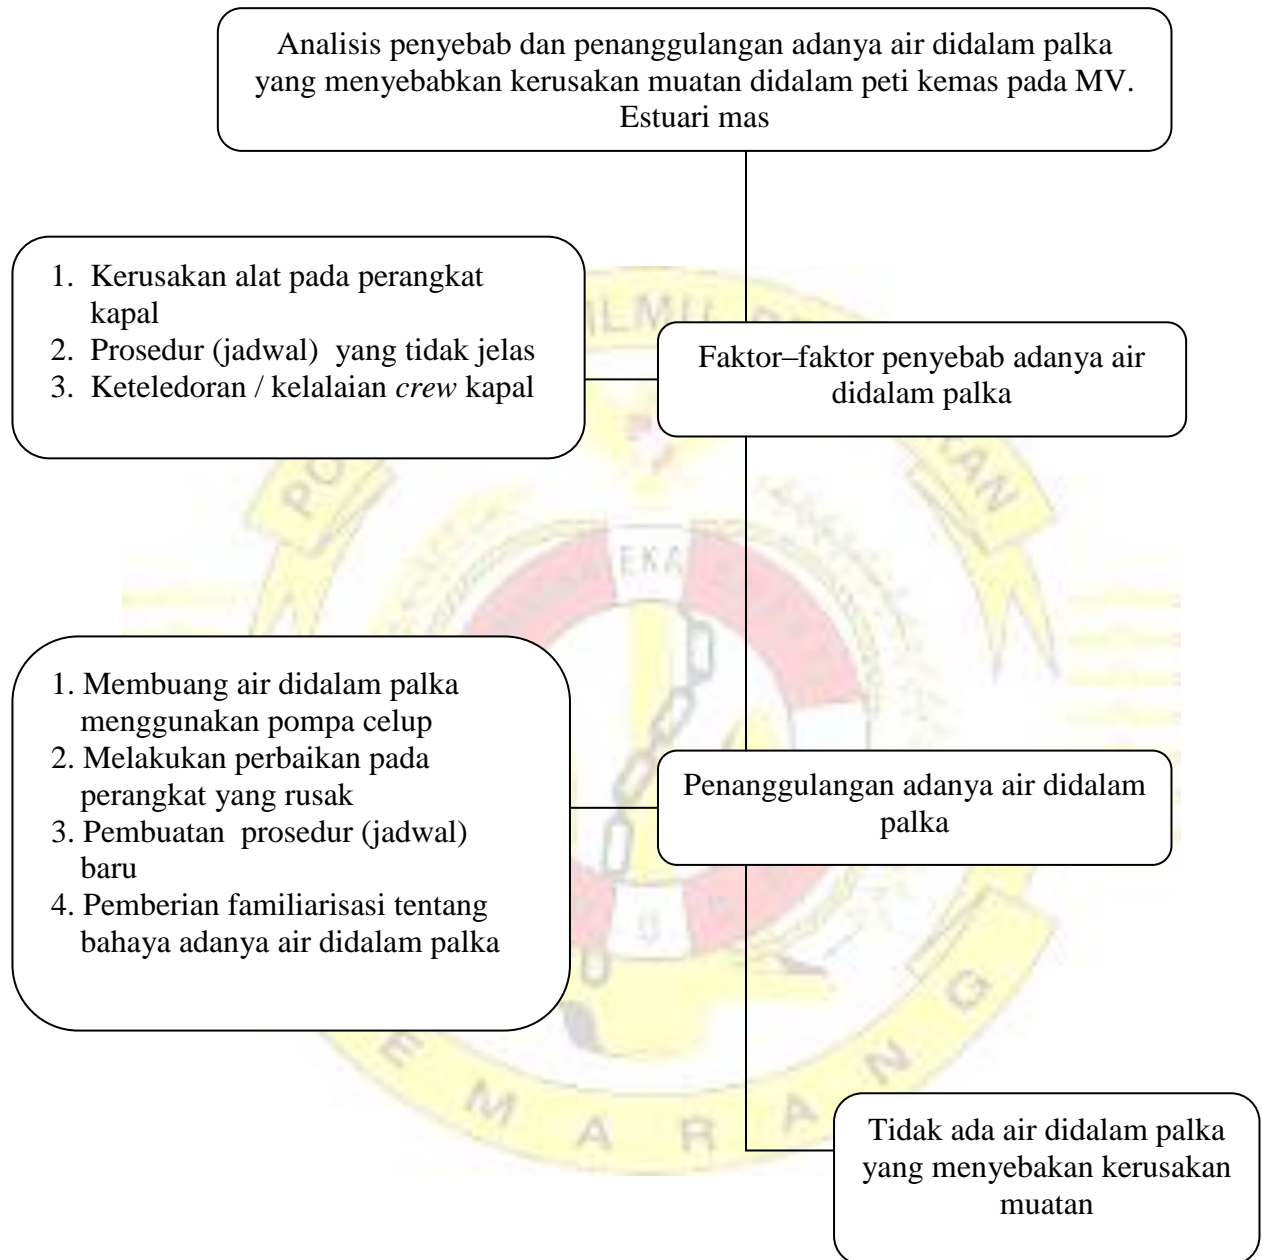 Analisis penyebab dan penanggulangan adanya air didalam palka
yang menyebabkan kerusakan muatan didalam peti kemas pada MV.
Estuari mas
1. Kerusakan alat pada perangkat
kapal
2. Prosedur (jadwal) yang tidak jelas
3. Keteledoran / kelalaian crew kapal
Faktor–faktor penyebab adanya air
didalam palka
1. Membuang air didalam palka
menggunakan pompa celup
2. Melakukan perbaikan pada
perangkat yang rusak
3. Pembuatan prosedur (jadwal)
baru
4. Pemberian familiarisasi tentang
bahaya adanya air didalam palka
Penanggulangan adanya air didalam
palka
Tidak ada air didalam palka
yang menyebakan kerusakan
muatan
EKA
EMARANG